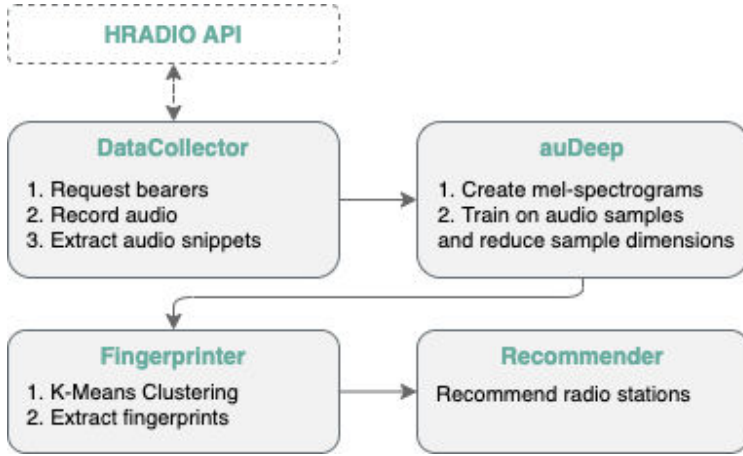 HRADIO API
DataCollector
1. Request bearers
2. Record audio
3. Extract audio snippets
auDeep
1. Create mel-spectrograms
2. Train on audio samples
and reduce sample dimensions
Fingerprinter
1. K-Means Clustering
2. Extract fingerprints
Recommender
Recommend radio stations